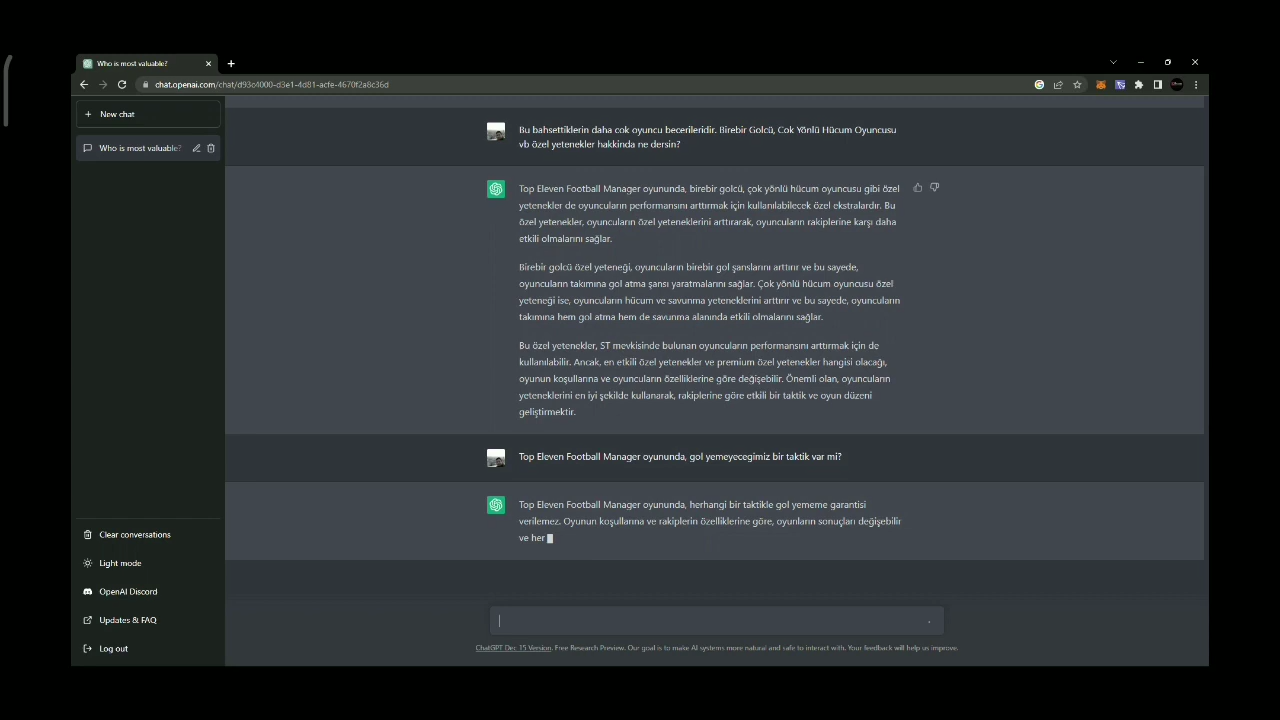 Who is most valuable?
chat.openai.com/chat/d93c4000-d3e1-4d81-acfe-4670f2a8c36d
New chat
Who is most valuable?
Bu bahsettiklerin daha cok oyuncu becerileridir. Birebir Golcü, Cok Yönlü Hücum Oyuncusu
vb özel yetenekler hakkinda ne dersin?
Top Eleven Football Manager oyununda, birebir golcü, çok yönlü hücum oyuncusu gibi özel
yetenekler de oyuncuların performansını arttırmak için kullanılabilecek özel ekstralardır. Bu
özel yetenekler, oyuncuların özel yeteneklerini arttırarak, oyuncuların rakiplerine karşı daha
etkili olmalarını sağlar.
Birebir golcü özel yeteneği, oyuncuların birebir gol şanslarını arttırır ve bu sayede,
oyuncuların takımına gol atma şansı yaratmalarını sağlar. Çok yönlü hücum oyuncusu özel
yeteneği ise, oyuncuların hücum ve savunma yeteneklerini arttırır ve bu sayede, oyuncuların
takımına hem gol atma hem de savunma alanında etkili olmalarını sağlar.
Bu özel yetenekler, ST mevkisinde bulunan oyuncuların performansını arttırmak için de
kullanılabilir. Ancak, en etkili özel yetenekler ve premium özel yetenekler hangisi olacağı,
oyunun koşullarına ve oyuncuların özelliklerine göre değişebilir. Önemli olan, oyuncuların
yeteneklerini en iyi şekilde kullanarak, rakiplerine göre etkili bir taktik ve oyun düzeni
geliştirmektir.
Top Eleven Football Manager oyununda, gol yemeyecegimiz bir taktik var mi?
Top Eleven Football Manager oyununda, herhangi bir taktikle gol yememe garantisi
verilemez. Oyunun koşullarına ve rakiplerin özelliklerine göre, oyunların sonuçları değişebilir
ve her
Clear conversations
Light mode
OpenAI Discord
Updates & FAQ
Log out
ChatGPT Dec 15 Version. Free Research Preview. Our goal is to make AI systems more natural and safe to interact with. Your feedback will help us improve.